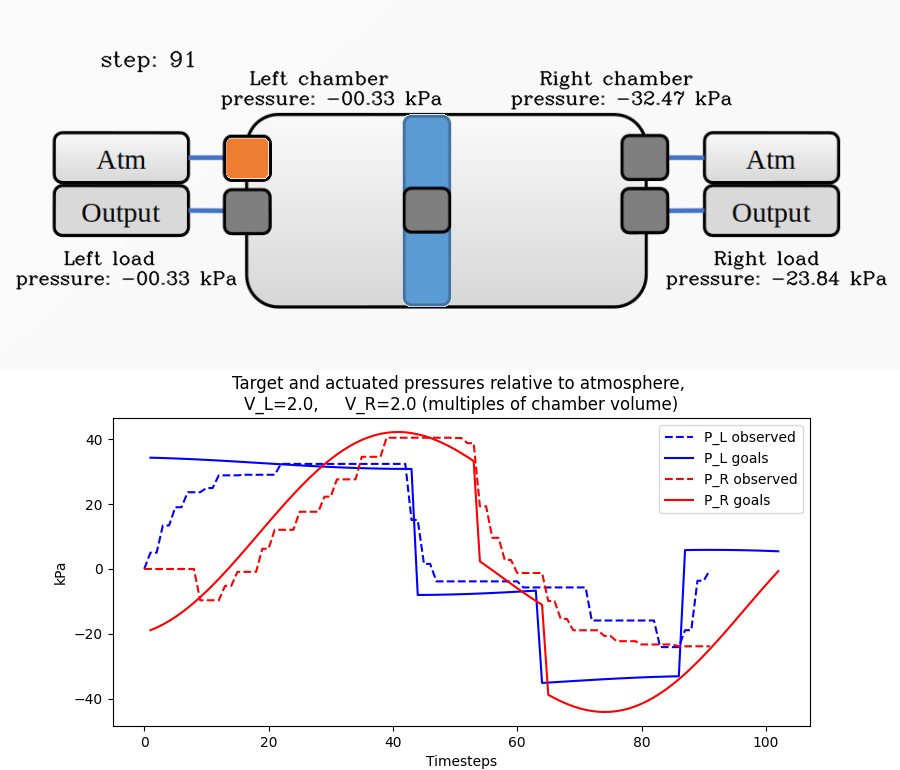 step: 91
Left chamber
pressure: −00.33 kPa
Right chamber
pressure: −32.47 kPa
Atm
Output
Atm
Output
Left load
pressure: −00.33 kPa
Right load
pressure: −23.84 kPa
Target and actuated pressures relative to atmosphere,
V_L=2.0, V_R=2.0 (multiples of chamber volume)
P_L observed
P_L goals
P_R observed
P_R goals
kPa
40
20
0
−20
−40
0 20 40 60 80 100
Timesteps